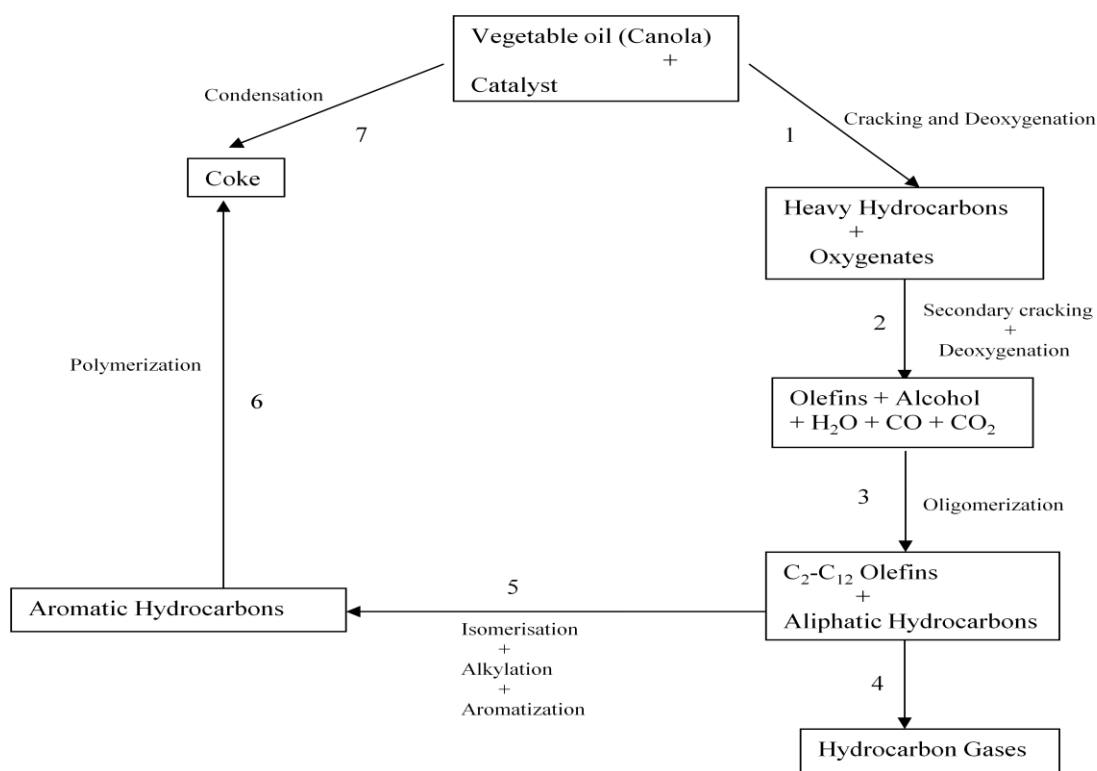 Vegetable oil (Canola)
+
Catalyst
Condensation
7
1
Cracking and Deoxygenation
Coke
Heavy Hydrocarbons
+
Oxygenates
2
Secondary cracking
+
Deoxygenation
Polymerization
6
Olefins + Alcohol
+ H₂O + CO + CO₂
3
Oligomerization
C₂-C₁₂ Olefins
+
Aliphatic Hydrocarbons
5
Aromatic Hydrocarbons
Isomerisation
+
Alkylation
+
Aromatization
4
Hydrocarbon Gases